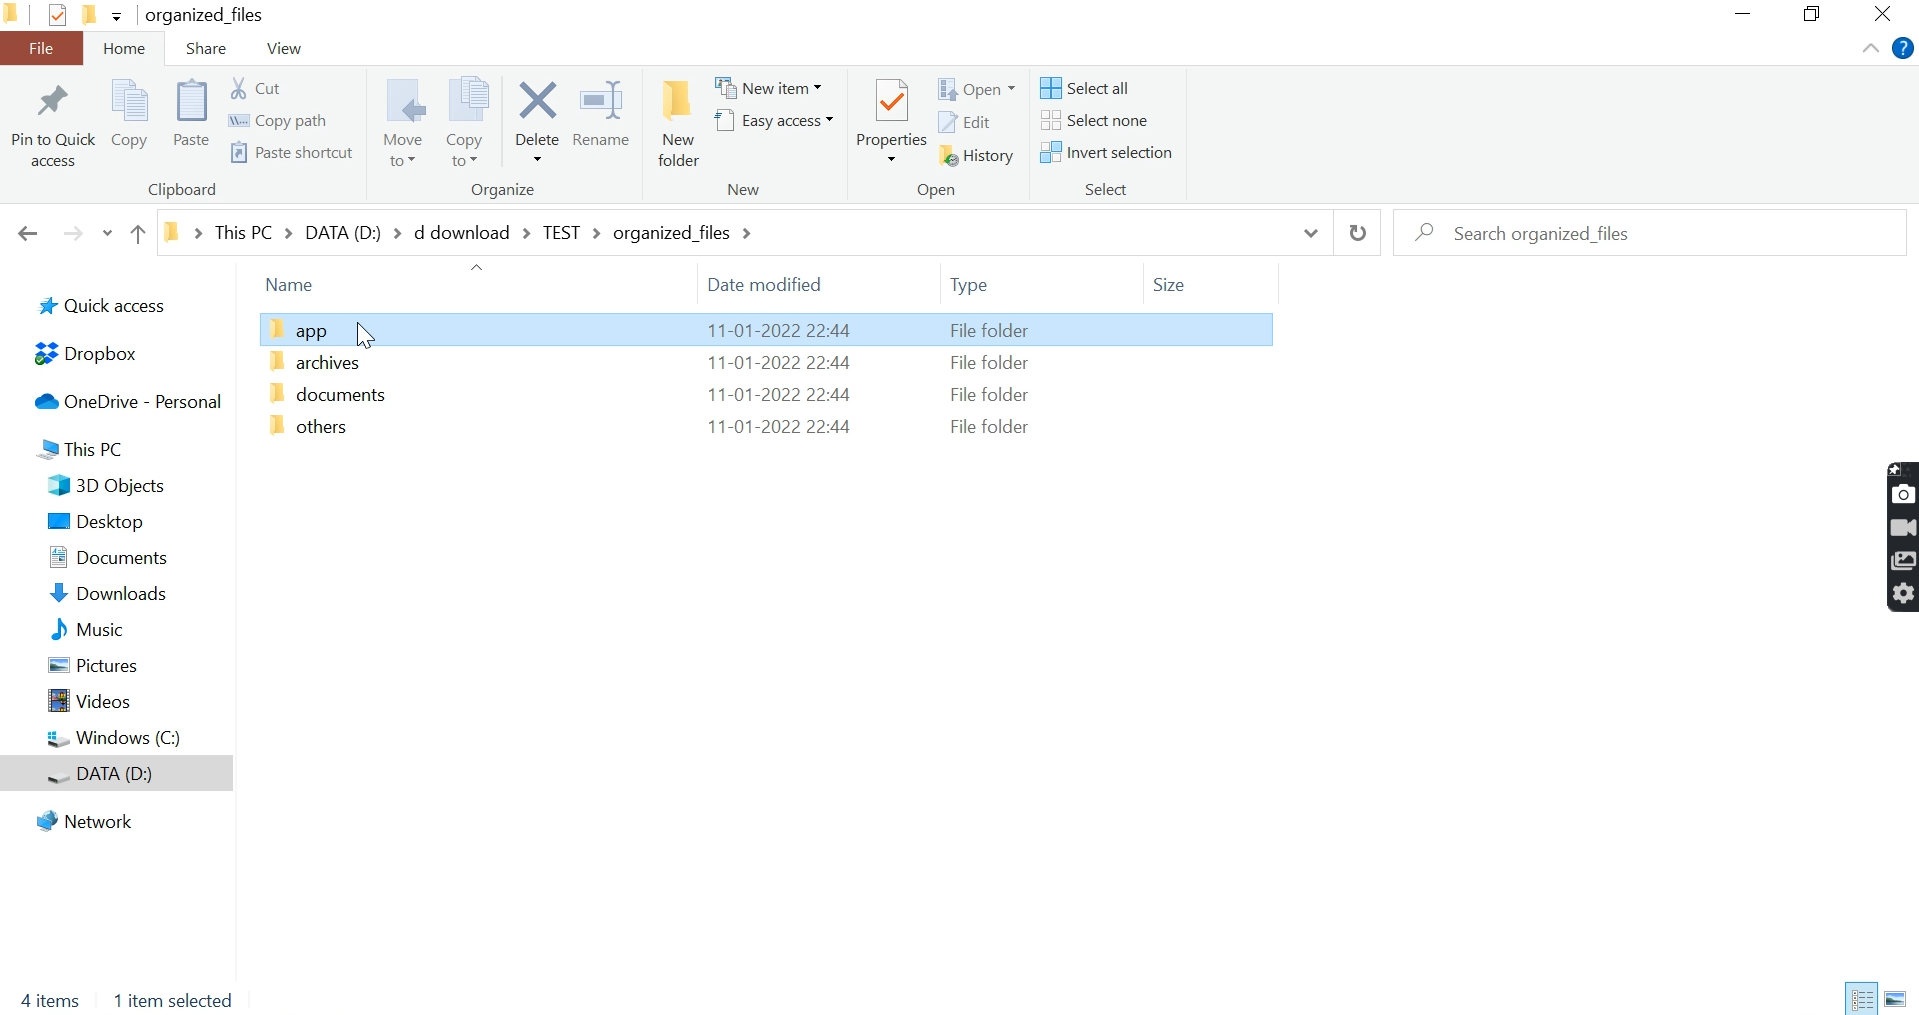 organized_files
File Home Share View
?
Pin to Quick access
Copy
Paste
Cut
Copy path
Paste shortcut
Clipboard
Move to
Copy to
Delete
Rename
Organize
New folder
New item
Easy access
New
Properties
Open
Edit
History
Open
Select all
Select none
Invert selection
Select
This PC > DATA (D:) > d download > TEST > organized_files >
Search organized_files
Name Date modified Type Size
app 11-01-2022 22:44 File folder
archives 11-01-2022 22:44 File folder
documents 11-01-2022 22:44 File folder
others 11-01-2022 22:44 File folder
Quick access
Dropbox
OneDrive - Personal
This PC
3D Objects
Desktop
Documents
Downloads
Music
Pictures
Videos
Windows (C:)
DATA (D:)
Network
4 items 1 item selected